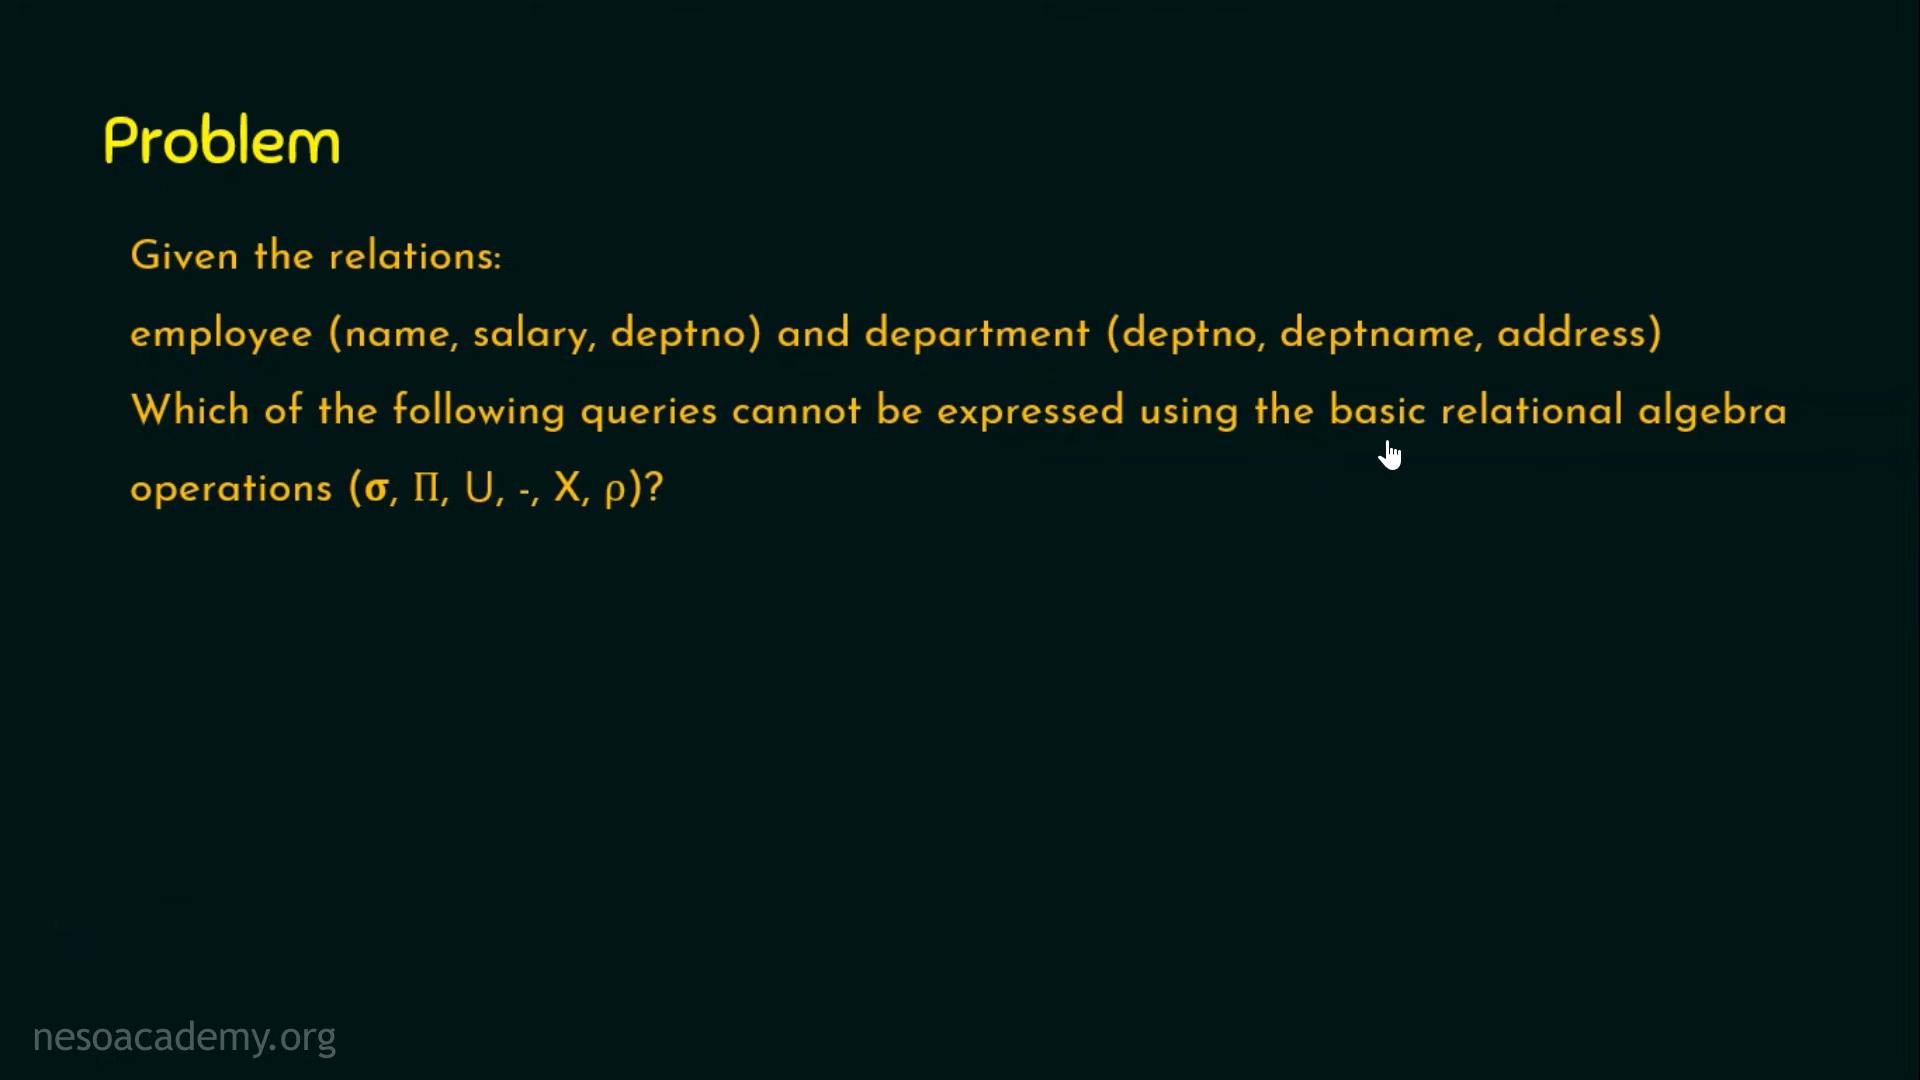 Problem
Given the relations:
employee (name, salary, deptno) and department (deptno, deptname, address)
Which of the following queries cannot be expressed using the basic relational algebra
operations (σ, Π, U, -, X, ρ)?
nesoacademy.org